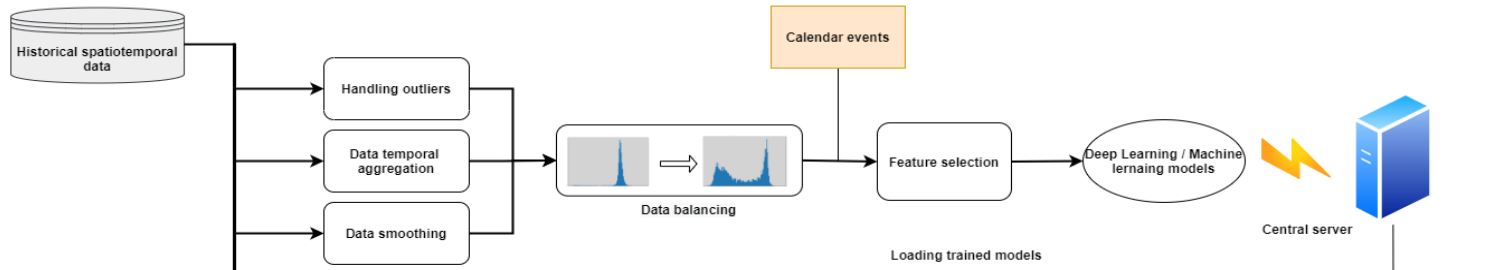 Historical spatiotemporal
data
Handling outliers
Data temporal
aggregation
Data smoothing
Data balancing
Calendar events
Feature selection
Deep Learning / Machine
lernaing models
Central server
Loading trained models